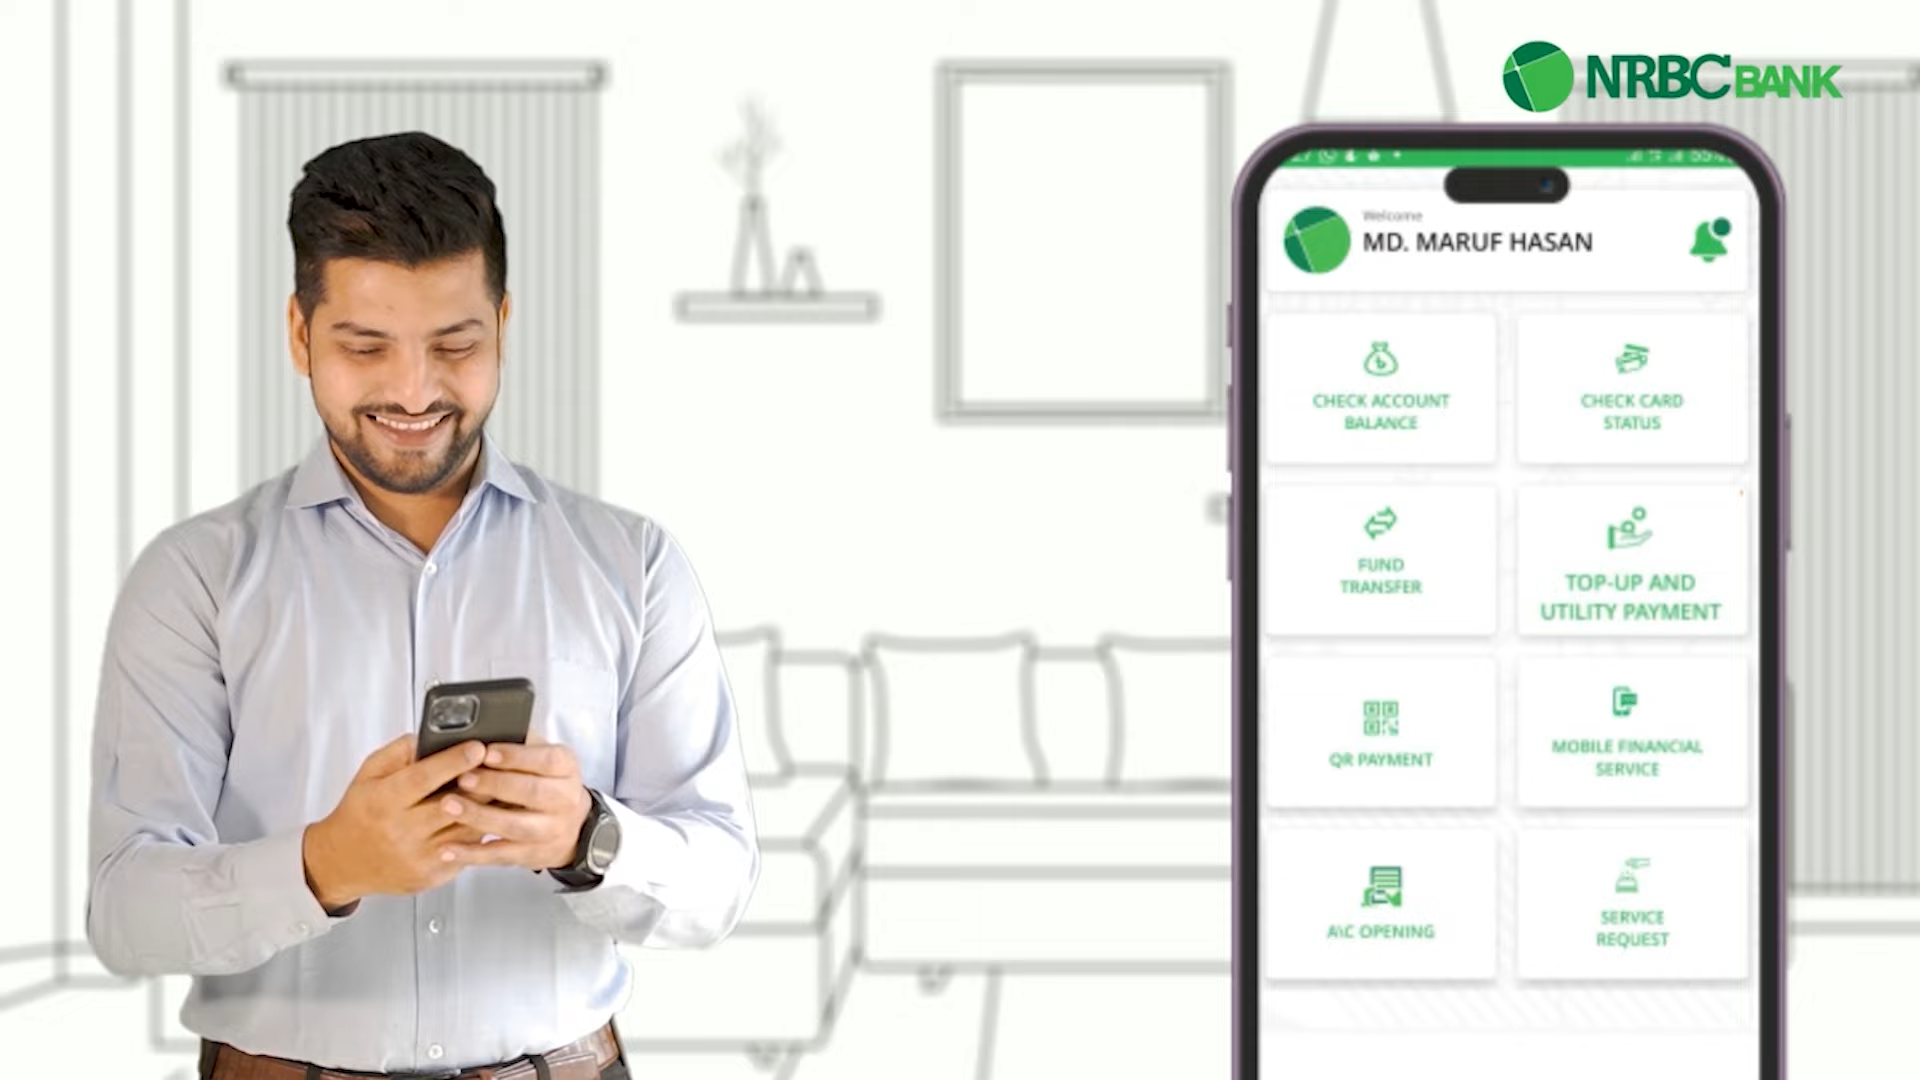 NRBC BANK
Welcome
MD. MARUF HASAN
CHECK ACCOUNT
BALANCE
CHECK CARD
STATUS
FUND
TRANSFER
TOP-UP AND
UTILITY PAYMENT
QR PAYMENT
MOBILE FINANCIAL
SERVICE
A\C OPENING
SERVICE
REQUEST